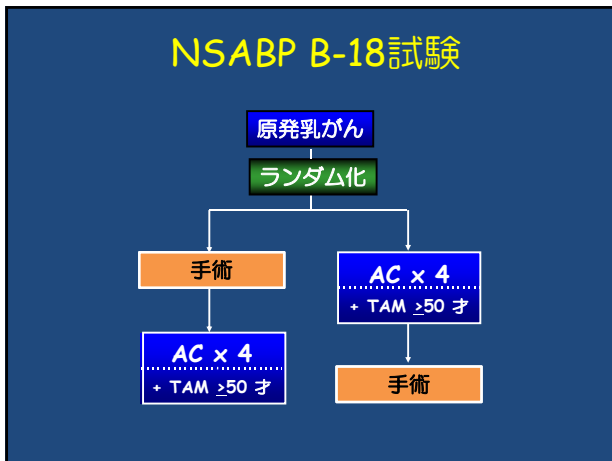 NSABP B-18試験
原発乳がん
ランダム化
手術
AC x 4
+ TAM ≥50 才
AC x 4
+ TAM ≥50 才
手術